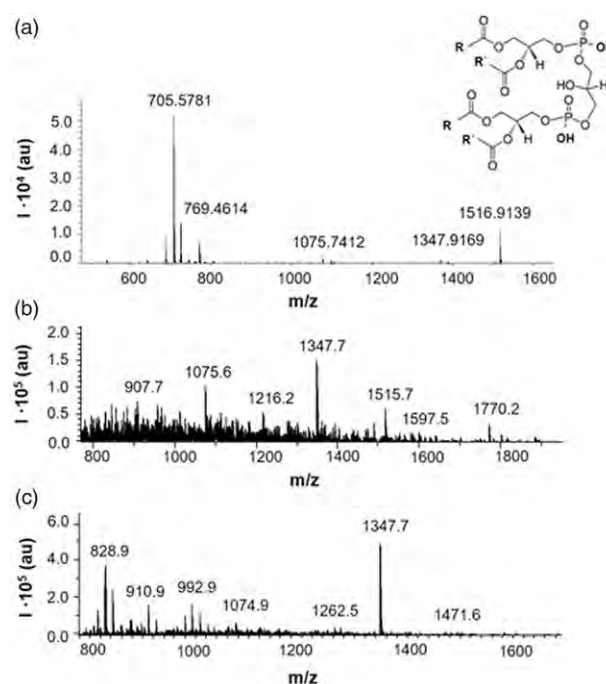 (a)
O
R
O
O
P
O
O
R'
O
H
HO
H
O
R
O
O
O
P
O
R'
O
H
OH
705.5781
769.4614
1075.7412
1347.9169
1516.9139
I ·10⁴ (au)
5.0
4.0
3.0
2.0
1.0
0.0
600 800 1000 1200 1400 1600
m/z
(b)
2.0
1.5
1.0
0.5
0.0
I ·10⁵ (au)
907.7
1075.6
1216.2
1347.7
1515.7
1597.5
1770.2
800 1000 1200 1400 1600 1800
m/z
(c)
6.0
4.0
2.0
0.0
I ·10⁵ (au)
828.9
910.9
992.9
1074.9
1262.5
1347.7
1471.6
800 1000 1200 1400 1600
m/z